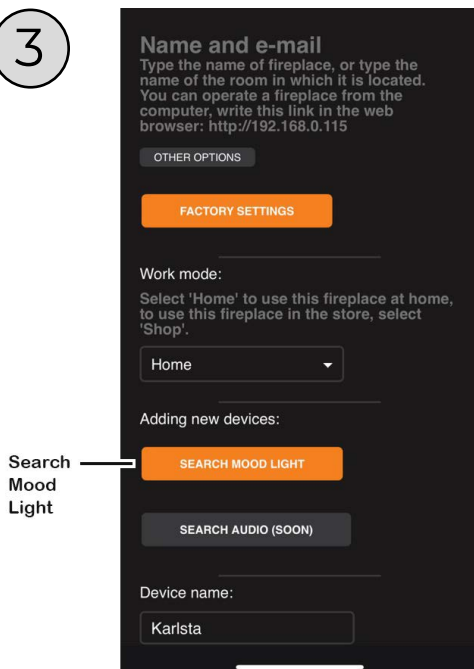 3
Name and e-mail
Type the name of fireplace, or type the
name of the room in which it is located.
You can operate a fireplace from the
computer, write this link in the web
browser: http://192.168.0.115
OTHER OPTIONS
FACTORY SETTINGS
Work mode:
Select 'Home' to use this fireplace at home,
to use this fireplace in the store, select
'Shop'.
Home
Adding new devices:
Search
Mood
Light
SEARCH MOOD LIGHT
SEARCH AUDIO (SOON)
Device name:
Karlsta